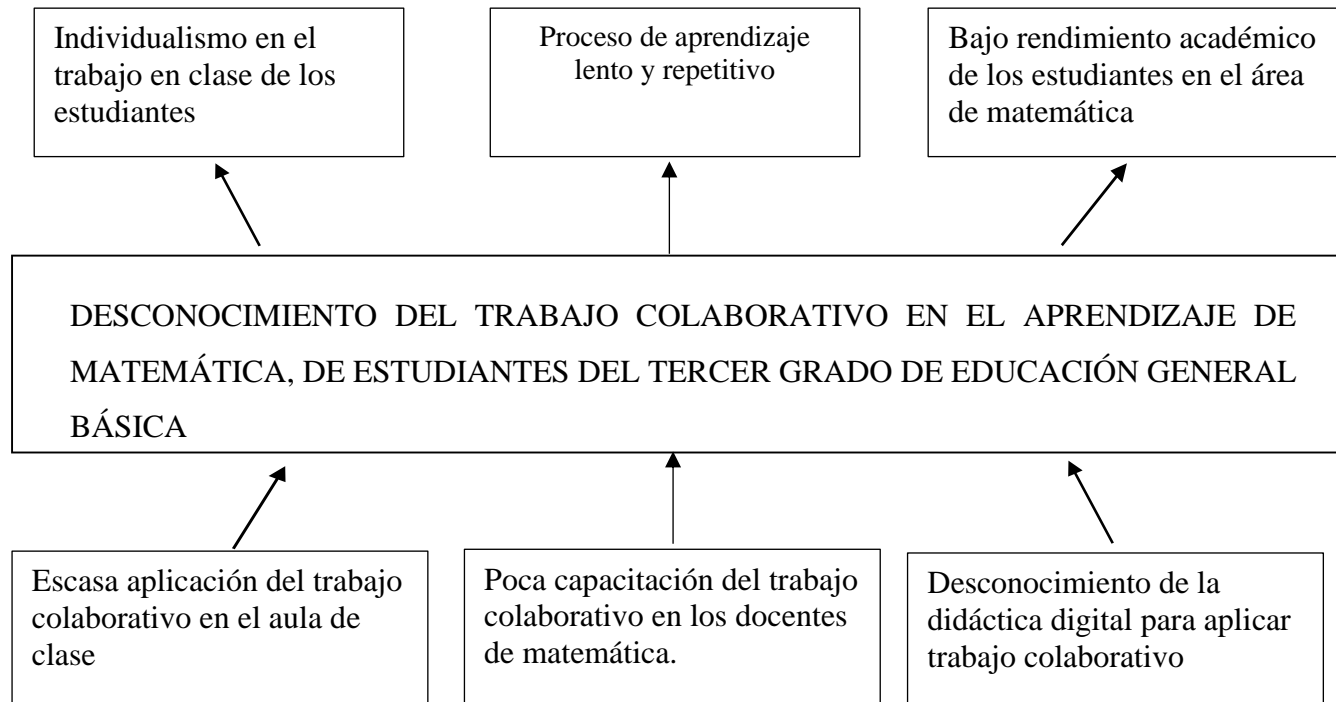 Individualismo en el
trabajo en clase de los
estudiantes
Proceso de aprendizaje
lento y repetitivo
Bajo rendimiento académico
de los estudiantes en el área
de matemática
DESCONOCIMIENTO DEL TRABAJO COLABORATIVO EN EL APRENDIZAJE DE
MATEMÁTICA, DE ESTUDIANTES DEL TERCER GRADO DE EDUCACIÓN GENERAL
BÁSICA
Escasa aplicación del trabajo
colaborativo en el aula de
clase
Poca capacitación del trabajo
colaborativo en los docentes
de matemática.
Desconocimiento de la
didáctica digital para aplicar
trabajo colaborativo